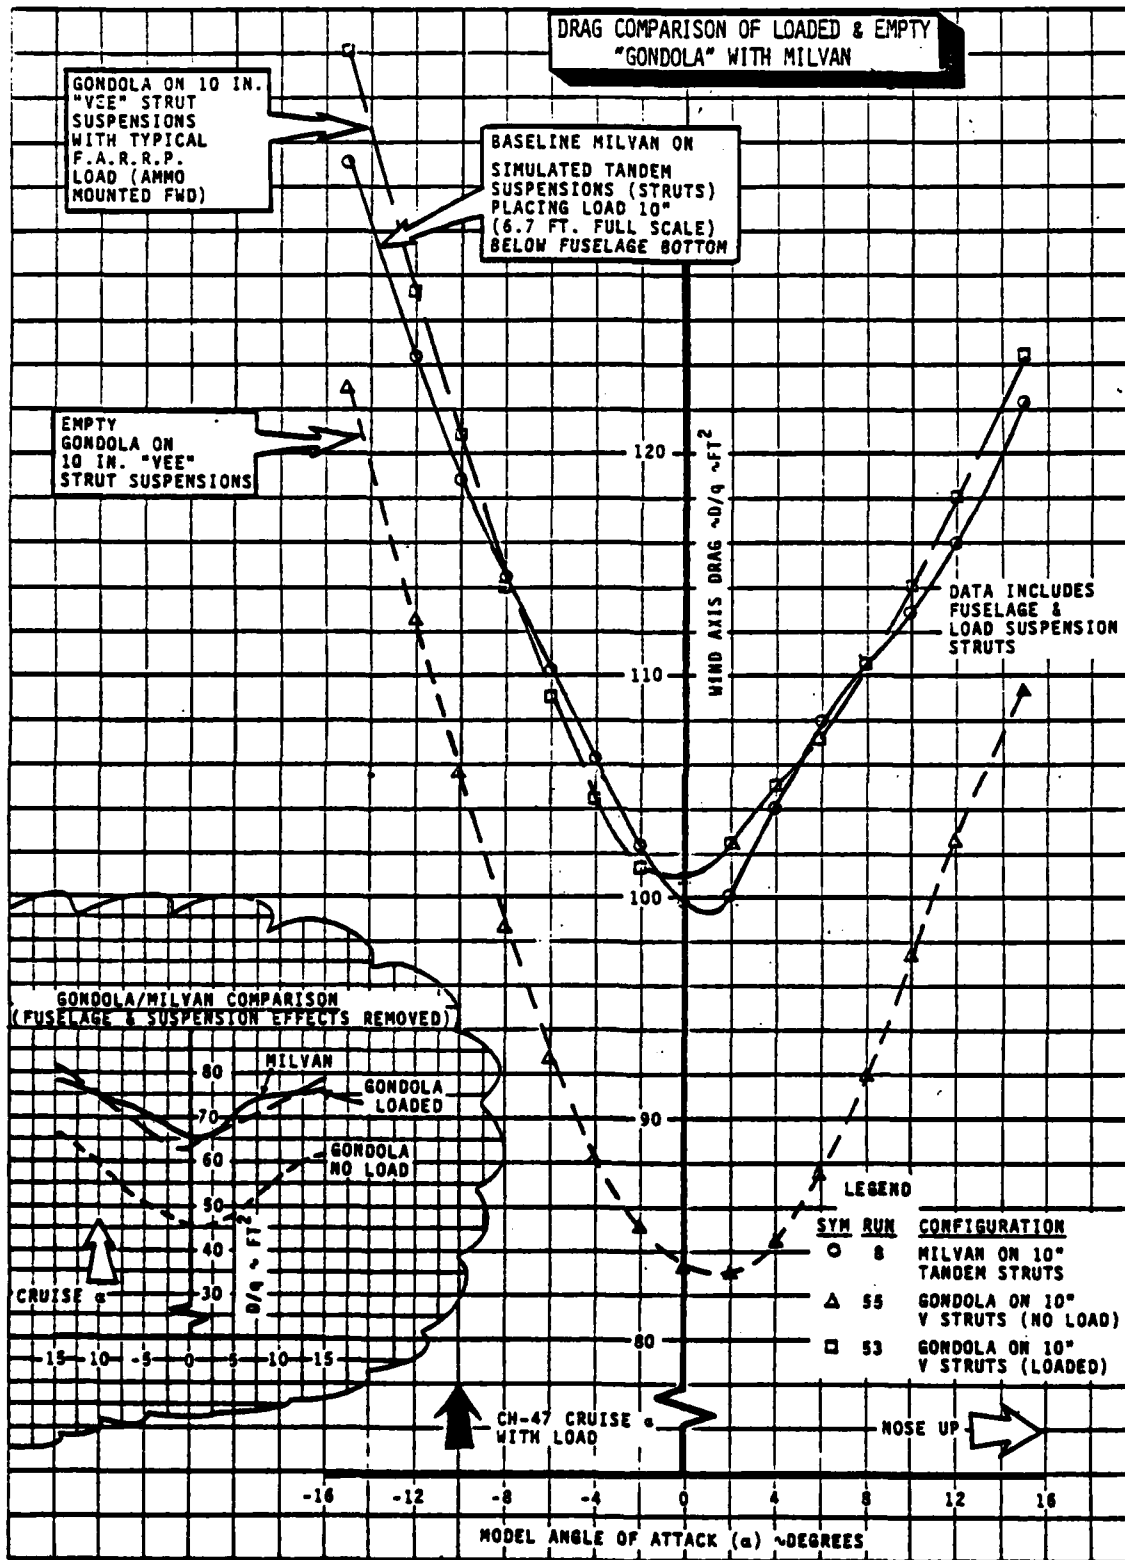 DRAG COMPARISON OF LOADED & EMPTY
"GONDOLA" WITH MILVAN
GONDOLA ON 10 IN.
"VEE" STRUT
SUSPENSIONS
WITH TYPICAL
F.A.R.R.P.
LOAD (AMMO
MOUNTED FWD)
BASELINE MILVAN ON
SIMULATED TANDEM
SUSPENSIONS (STRUTS)
PLACING LOAD 10"
(6.7 FT. FULL SCALE)
BELOW FUSELAGE BOTTOM
EMPTY
GONDOLA ON
10 IN. "VEE"
STRUT SUSPENSIONS
120
110
100
90
80
WIND AXIS DRAG ~D/q ~FT²
DATA INCLUDES
FUSELAGE &
LOAD SUSPENSION
STRUTS
GONDOLA/MILVAN COMPARISON
(FUSELAGE & SUSPENSION EFFECTS REMOVED)
MILVAN
GONDOLA
LOADED
GONDOLA
NO LOAD
80
70
60
50
40
30
D/q ~ FT²
CRUISE α
-15 -10 -5 0 5 10 15
LEGEND
SYM RUN CONFIGURATION
○ 8 MILVAN ON 10"
TANDEM STRUTS
△ 55 GONDOLA ON 10"
V STRUTS (NO LOAD)
□ 53 GONDOLA ON 10"
V STRUTS (LOADED)
CH-47 CRUISE α
WITH LOAD
NOSE UP
-16 -12 -8 -4 0 4 8 12 16
MODEL ANGLE OF ATTACK (α) ~DEGREES